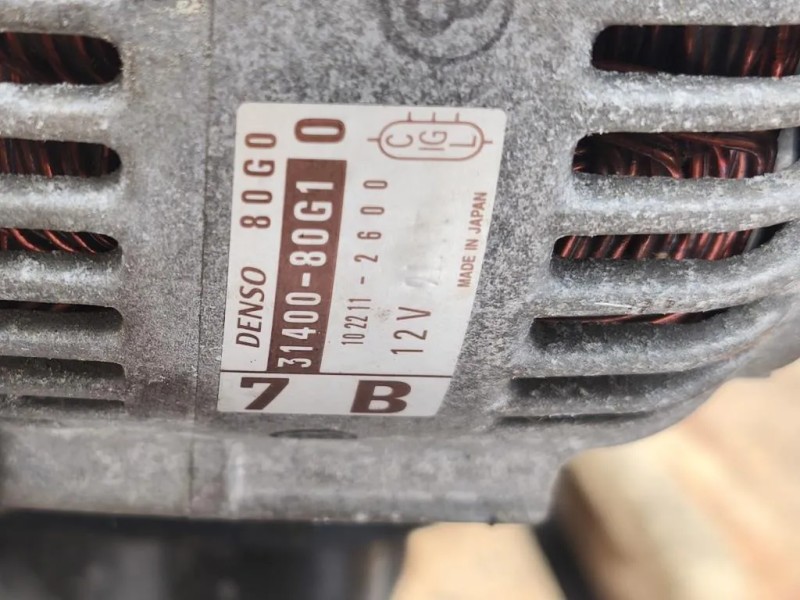 DENSO 80G0
31400-80G1 0
102211-2600
12V
MADE IN JAPAN
C
IG
L
7 B